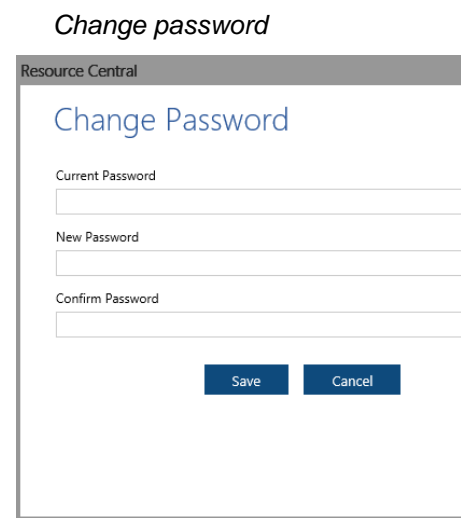 Change password
Resource Central
Change Password
Current Password
New Password
Confirm Password
Save Cancel